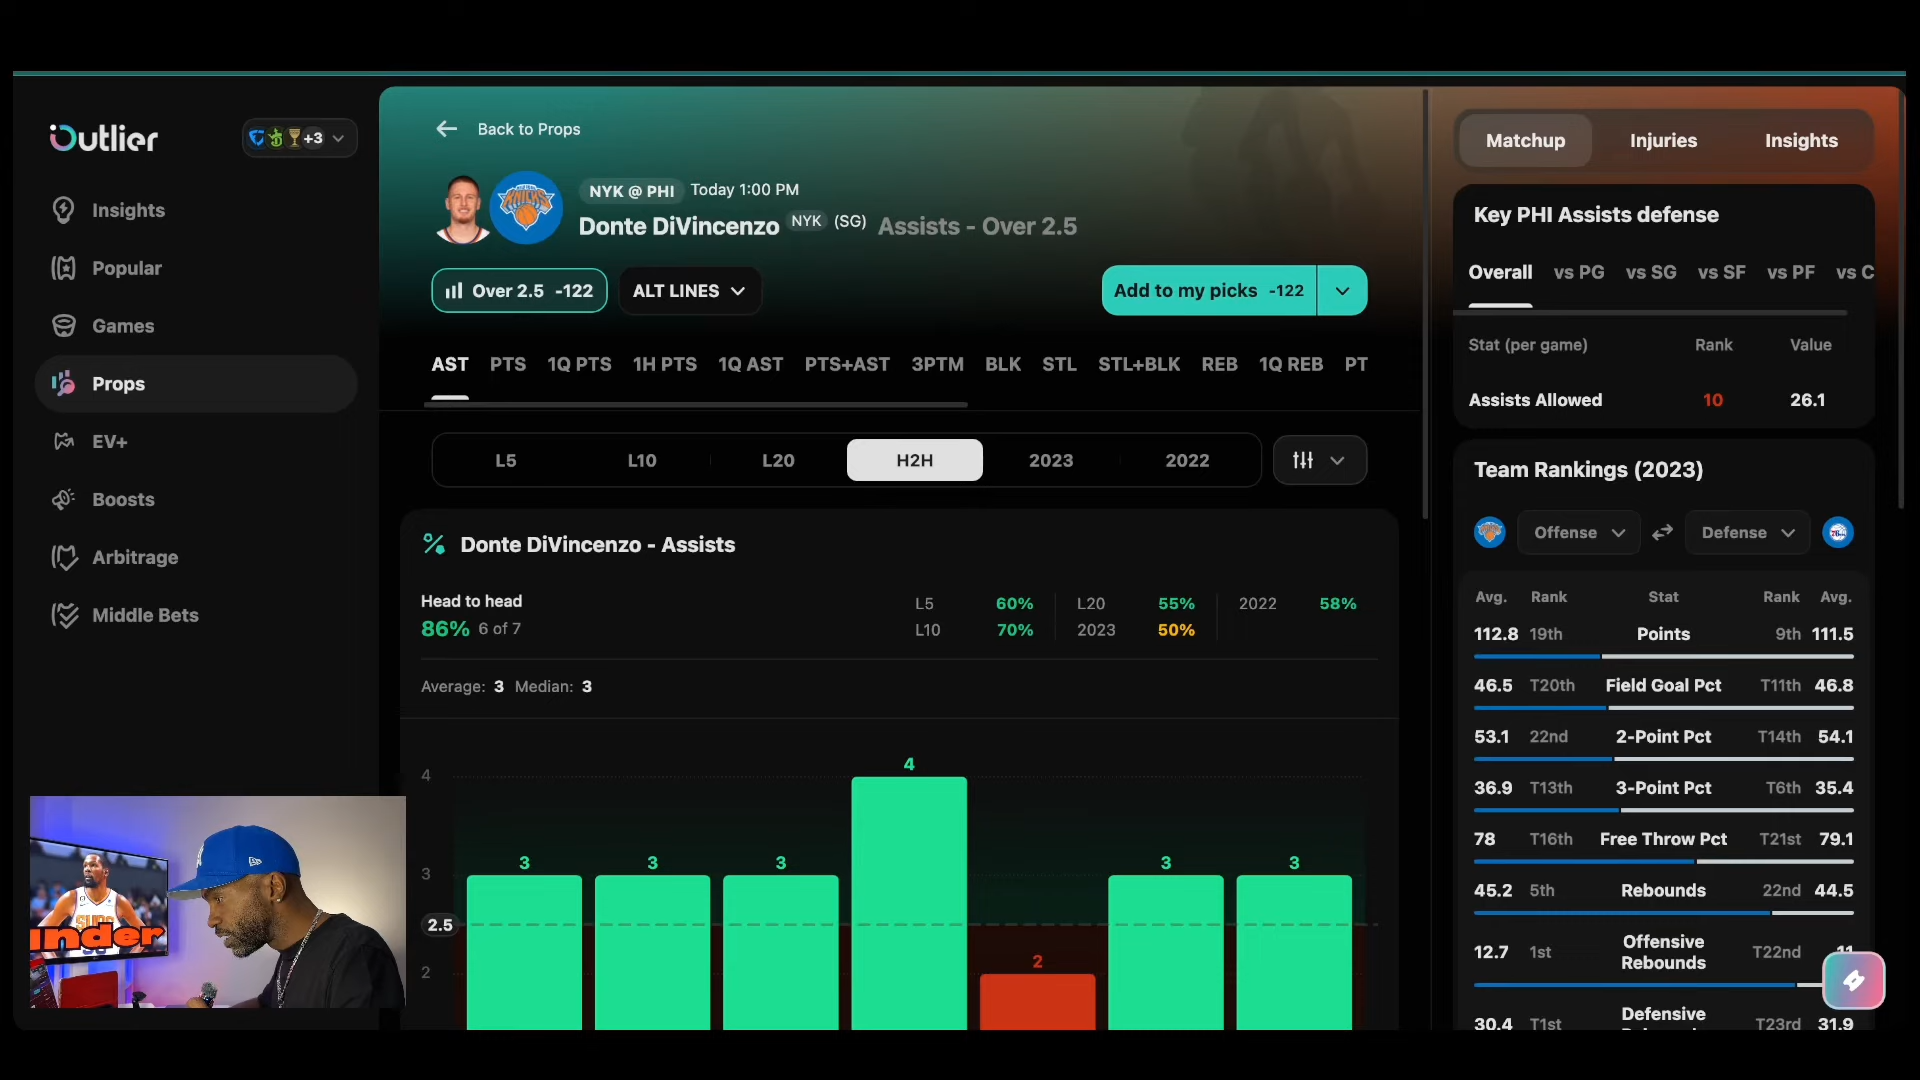 Outlier
+3
Insights
Popular
Games
Props
EV+
Boosts
Arbitrage
Middle Bets
Back to Props
NYK @ PHI Today 1:00 PM
Donte DiVincenzo NYK (SG) Assists - Over 2.5
Over 2.5 -122
ALT LINES
Add to my picks -122
AST PTS 1Q PTS 1H PTS 1Q AST PTS+AST 3PTM BLK STL STL+BLK REB 1Q REB PT
L5 L10 L20 H2H 2023 2022
Donte DiVincenzo - Assists
Head to head
86% 6 of 7
L5 60% L20 55% 2022 58%
L10 70% 2023 50%
Average: 3 Median: 3
4
3
2.5
2
3 3 3 4 2 3 3
Matchup Injuries Insights
Key PHI Assists defense
Overall vs PG vs SG vs SF vs PF vs C
Stat (per game) Rank Value
Assists Allowed 10 26.1
Team Rankings (2023)
Offense Defense
Avg. Rank Stat Rank Avg.
112.8 19th Points 9th 111.5
46.5 T20th Field Goal Pct T11th 46.8
53.1 22nd 2-Point Pct T14th 54.1
36.9 T13th 3-Point Pct T6th 35.4
78 T16th Free Throw Pct T21st 79.1
45.2 5th Rebounds 22nd 44.5
12.7 1st Offensive Rebounds T22nd 11
30.4 T1st Defensive T23rd 31.9
KNICKS
SUNS
under